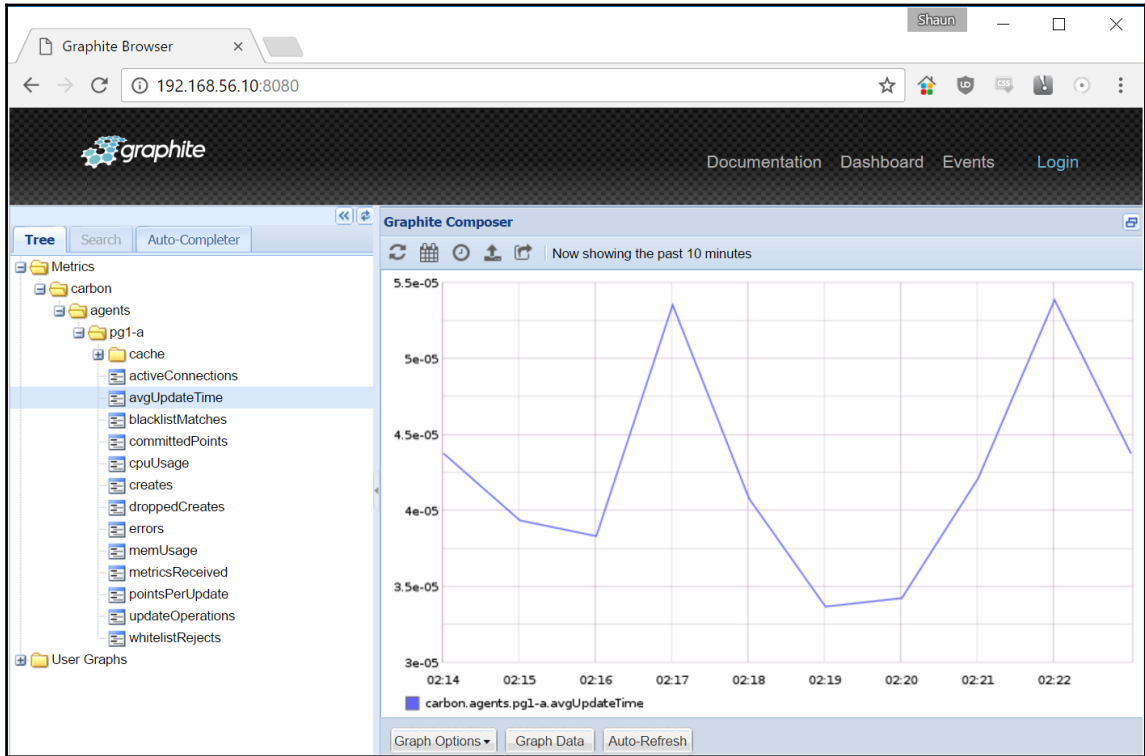 Shaun
Graphite Browser
192.168.56.10:8080
graphite
Documentation Dashboard Events Login
Tree Search Auto-Completer
Metrics
carbon
agents
pg1-a
cache
activeConnections
avgUpdateTime
blacklistMatches
committedPoints
cpuUsage
creates
droppedCreates
errors
memUsage
metricsReceived
pointsPerUpdate
updateOperations
whitelistRejects
User Graphs
Graphite Composer
Now showing the past 10 minutes
5.5e-05
5e-05
4.5e-05
4e-05
3.5e-05
3e-05
02:14 02:15 02:16 02:17 02:18 02:19 02:20 02:21 02:22
carbon.agents.pg1-a.avgUpdateTime
Graph Options Graph Data Auto-Refresh